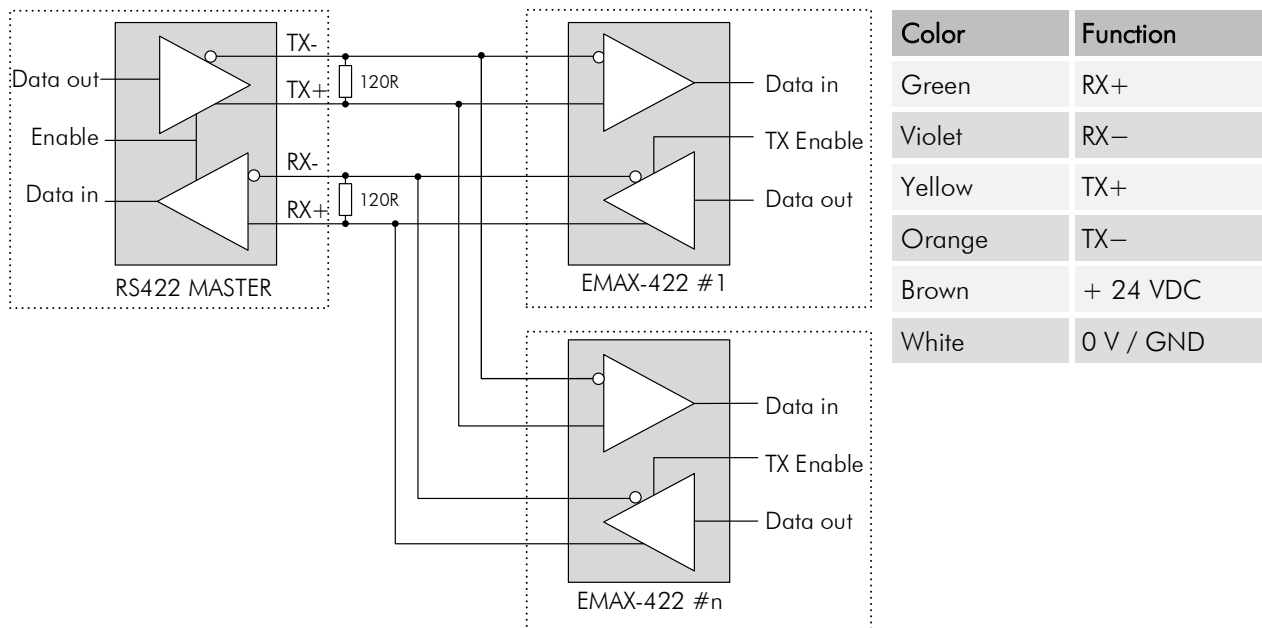 TX-
Data out
120R
TX+
Enable
RX-
Data in
120R
RX+
RS422 MASTER
Data in
TX Enable
Data out
EMAX-422 #1
Data in
TX Enable
Data out
EMAX-422 #n
Color Function
Green RX+
Violet RX−
Yellow TX+
Orange TX−
Brown + 24 VDC
White 0 V / GND